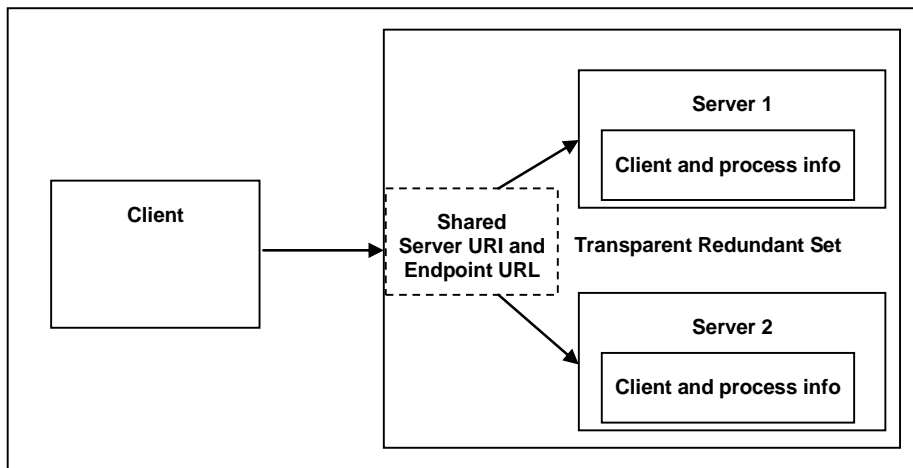 Client
Shared
Server URI and
Endpoint URL
Server 1
Client and process info
Transparent Redundant Set
Server 2
Client and process info